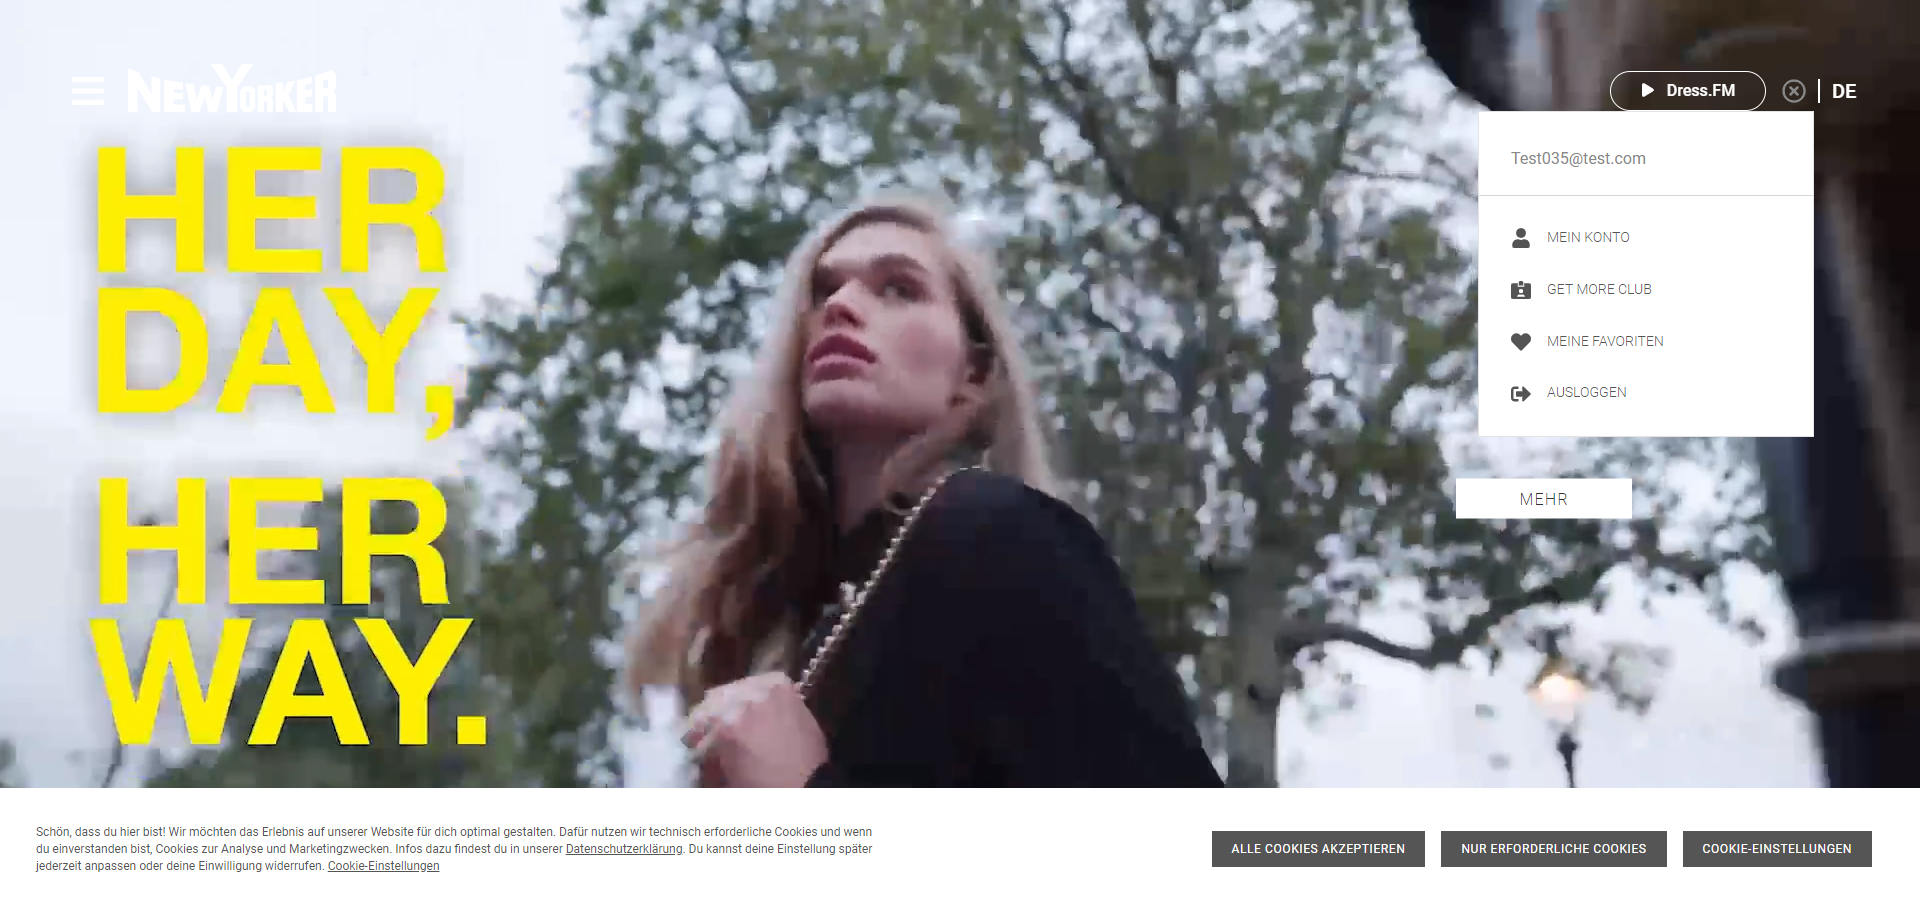 NEWYORKER
Dress.FM
DE
HER
DAY,
HER
WAY.
Test035@test.com
MEIN KONTO
GET MORE CLUB
MEINE FAVORITEN
AUSLOGGEN
MEHR
Schön, dass du hier bist! Wir möchten das Erlebnis auf unserer Website für dich optimal gestalten. Dafür nutzen wir technisch erforderliche Cookies und wenn
du einverstanden bist, Cookies zur Analyse und Marketingzwecken. Infos dazu findest du in unserer Datenschutzerklärung. Du kannst deine Einstellung später
jederzeit anpassen oder deine Einwilligung widerrufen. Cookie-Einstellungen
ALLE COOKIES AKZEPTIEREN
NUR ERFORDERLICHE COOKIES
COOKIE-EINSTELLUNGEN